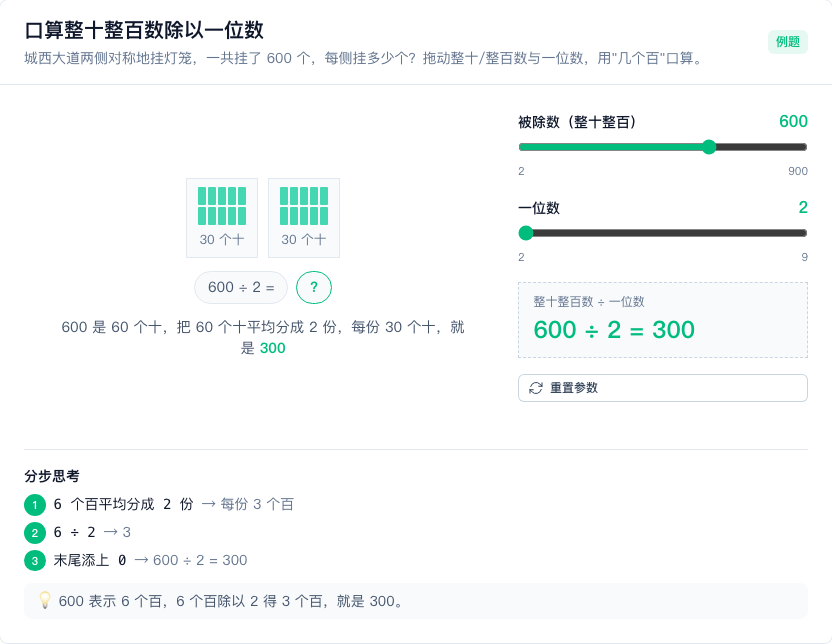 口算整十整百数除以一位数
城西大道两侧对称地挂灯笼，一共挂了 600 个，每侧挂多少个？拖动整十/整百数与一位数，用"几个百"口算。
例题
被除数（整十整百）
600
2
900
一位数
2
2
9
30 个十
30 个十
600 ÷ 2 =
?
600 是 60 个十，把 60 个十平均分成 2 份，每份 30 个十，就
是 300
整十整百数 ÷ 一位数
600 ÷ 2 = 300
重置参数
分步思考
1 6 个百平均分成 2 份 → 每份 3 个百
2 6 ÷ 2 → 3
3 末尾添上 0 → 600 ÷ 2 = 300
💡 600 表示 6 个百，6 个百除以 2 得 3 个百，就是 300。